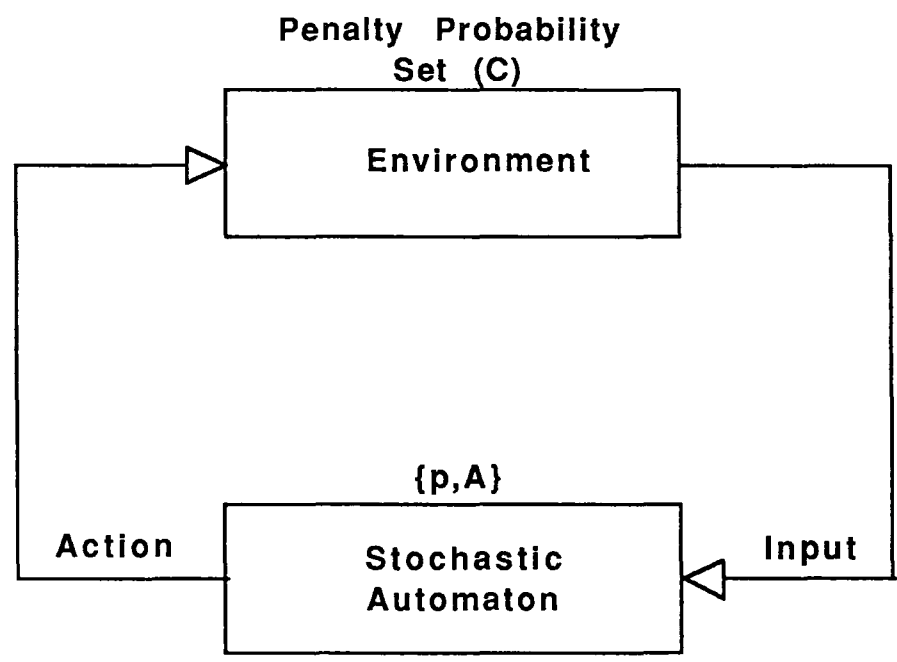 Penalty Probability
Set (C)
Environment
{p,A}
Action
Stochastic
Automaton
Input